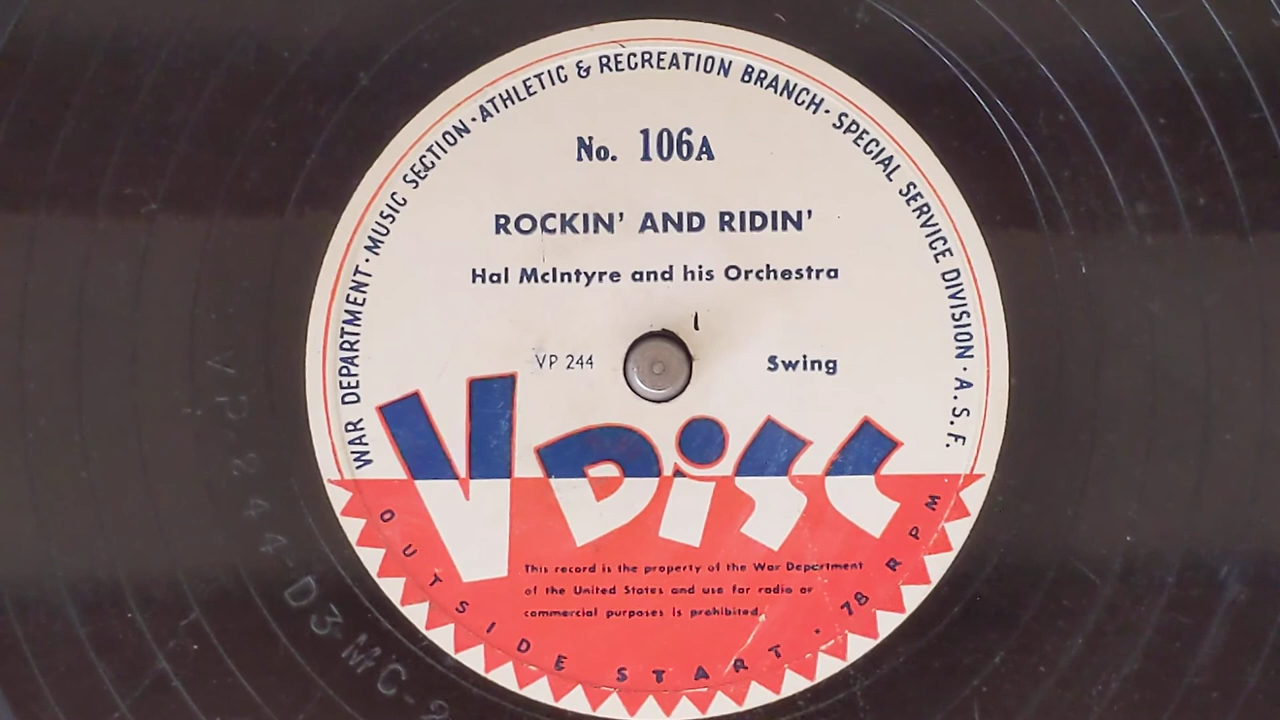 WAR DEPARTMENT · MUSIC SECTION · ATHLETIC & RECREATION BRANCH · SPECIAL SERVICE DIVISION · A.S.F.
No. 106A
ROCKIN' AND RIDIN'
Hal McIntyre and his Orchestra
VP 244
Swing
V Disc
This record is the property of the War Department
of the United States and use for radio or
commercial purposes is prohibited.
OUTSIDE START · 78 RPM
VP 244-D3-MC-